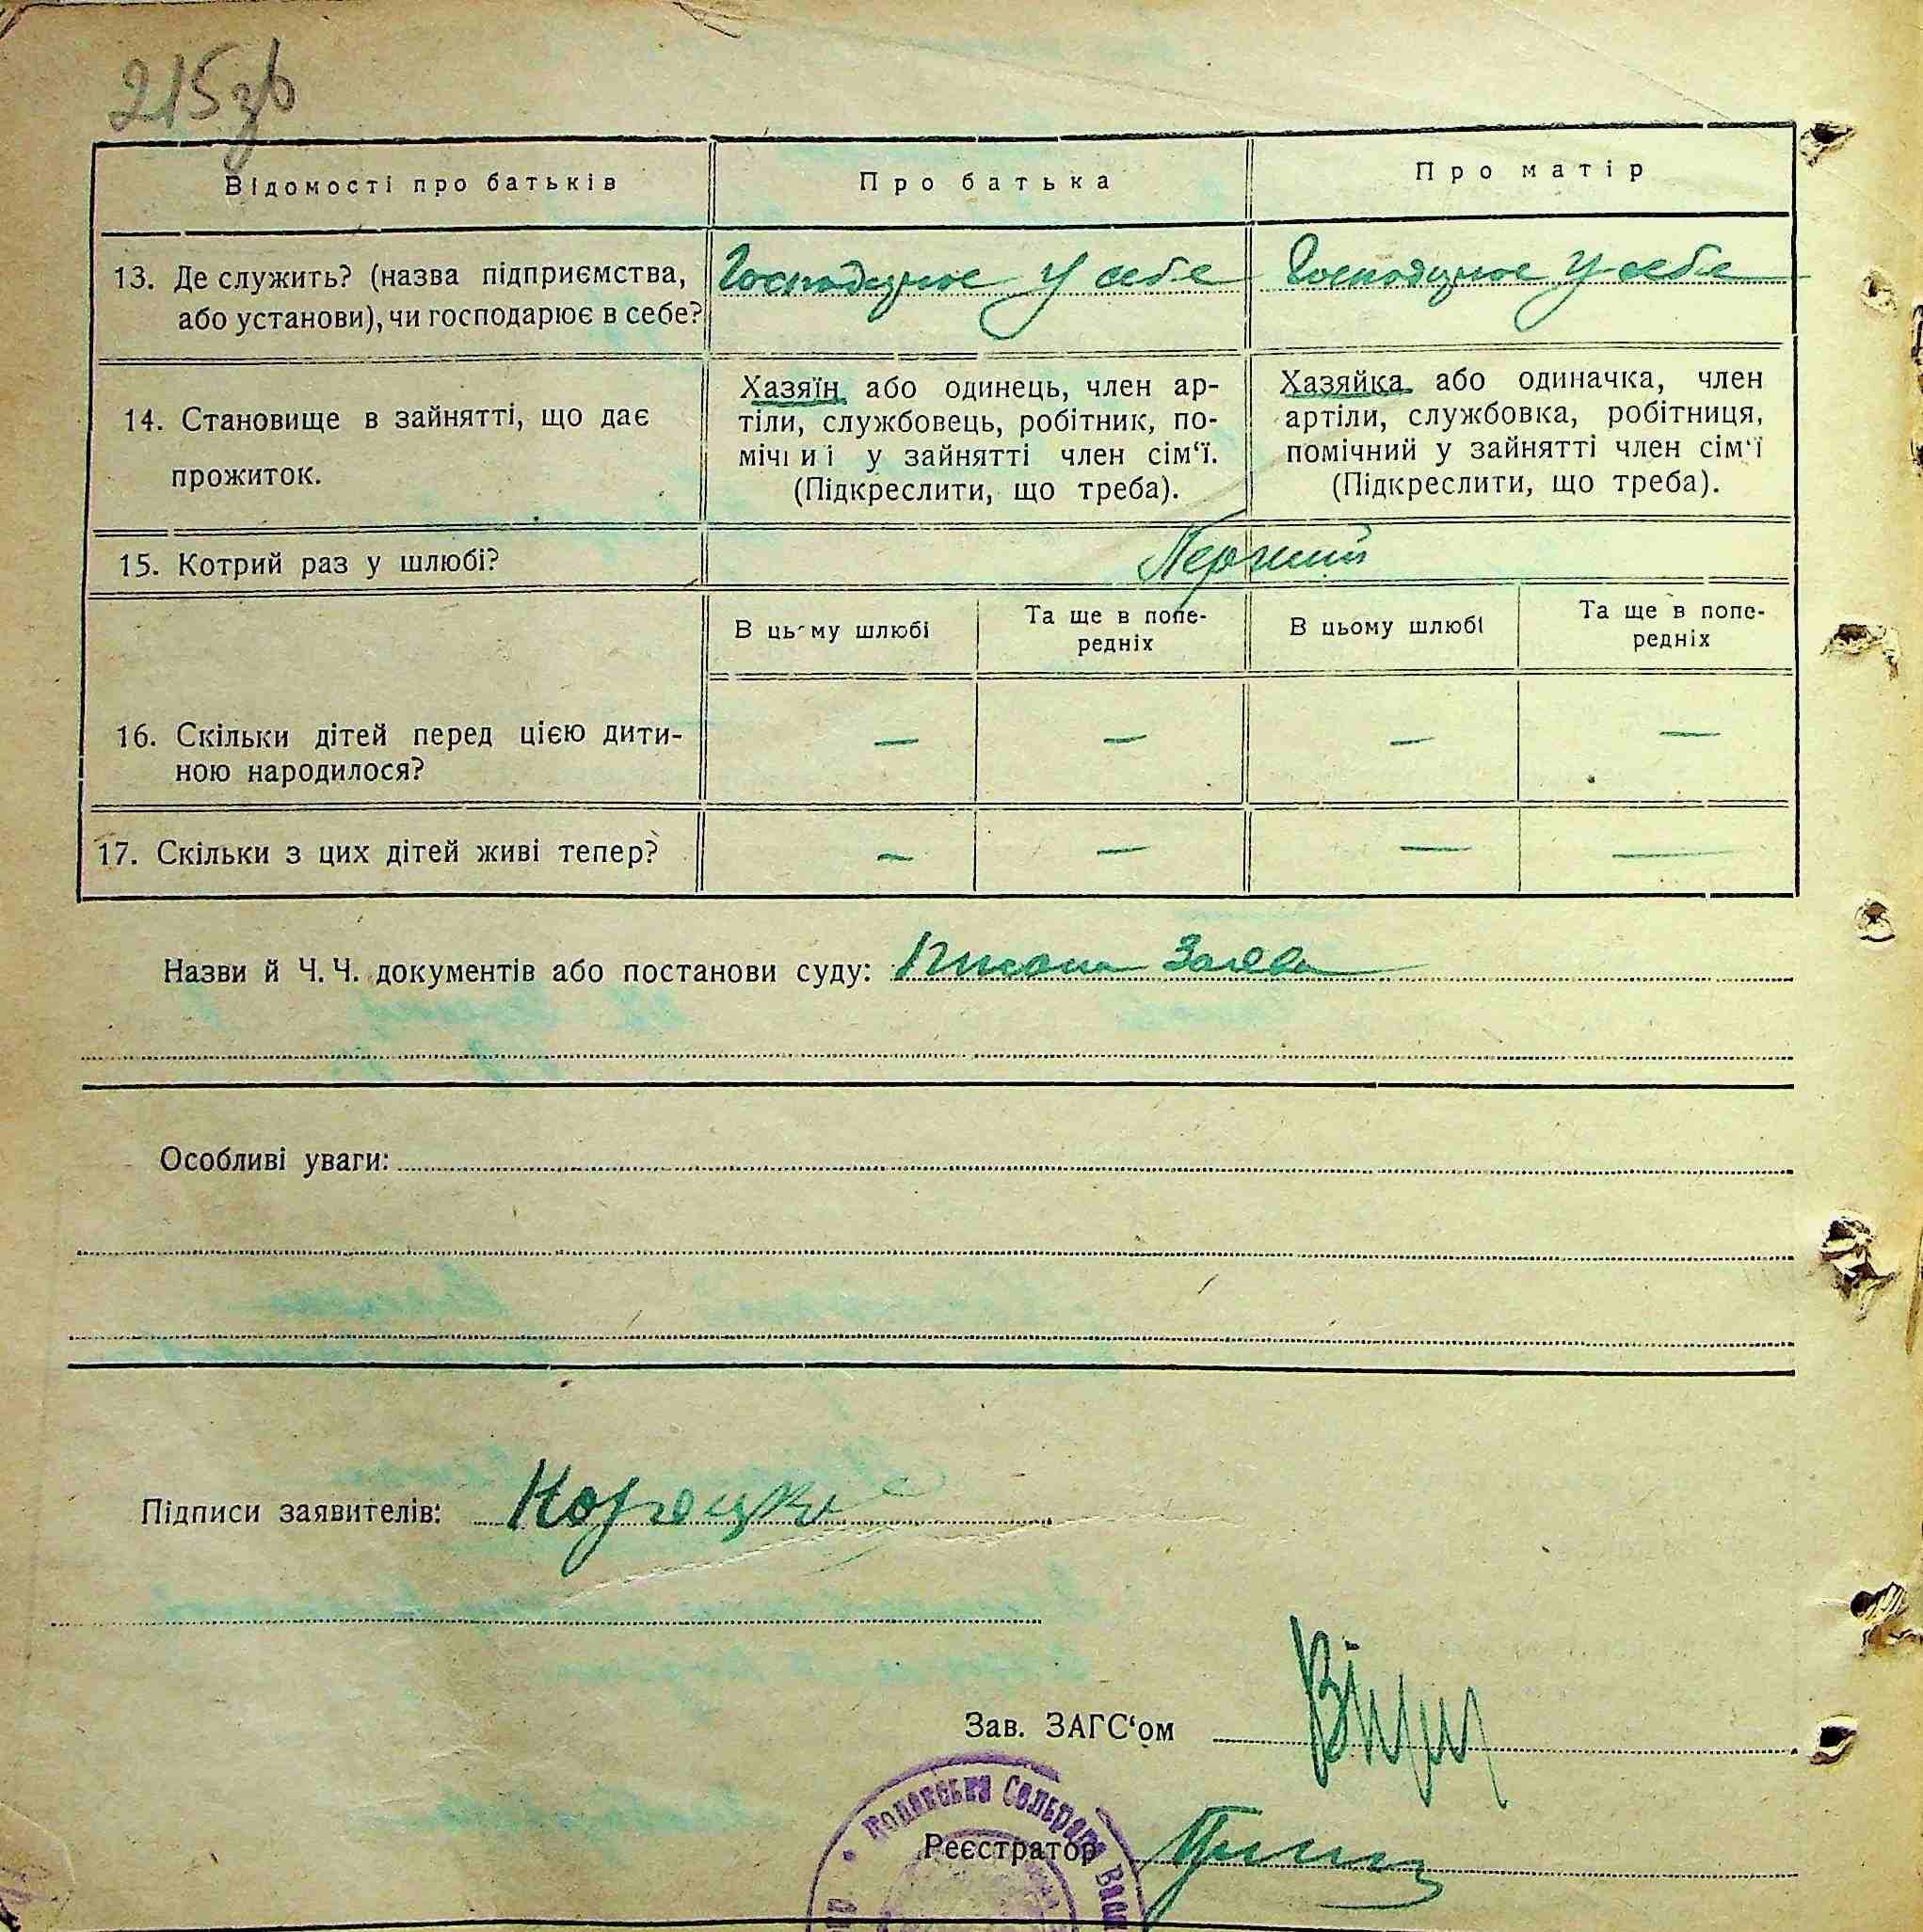 215зв
Відомості про батьків Про батька Про матір
13. Де служить? (назва підприємства, Господарює у себе Господарює у себе
або установи), чи господарює в себе?
14. Становище в зайнятті, що дає прожиток.
Хазяїн або одинець, член ар-
тіли, службовець, робітник, по-
мічний у зайнятті член сім‘ї.
(Підкреслити, що треба).
Хазяйка або одиначка, член
артіли, службовка, робітниця,
помічний у зайнятті член сім‘ї
(Підкреслити, що треба).
15. Котрий раз у шлюбі? Перший
В цьому шлюбі Та ще в попе-
редніх
В цьому шлюбі Та ще в попе-
редніх
16. Скільки дітей перед цією дити- — — — —
ною народилося?
17. Скільки з цих дітей живі тепер? — — — —
Назви й Ч. Ч. документів або постанови суду: заява
Особливі уваги:
Підписи заявителів:
Зав. ЗАГС‘ом
Сельрада
Реєстратор